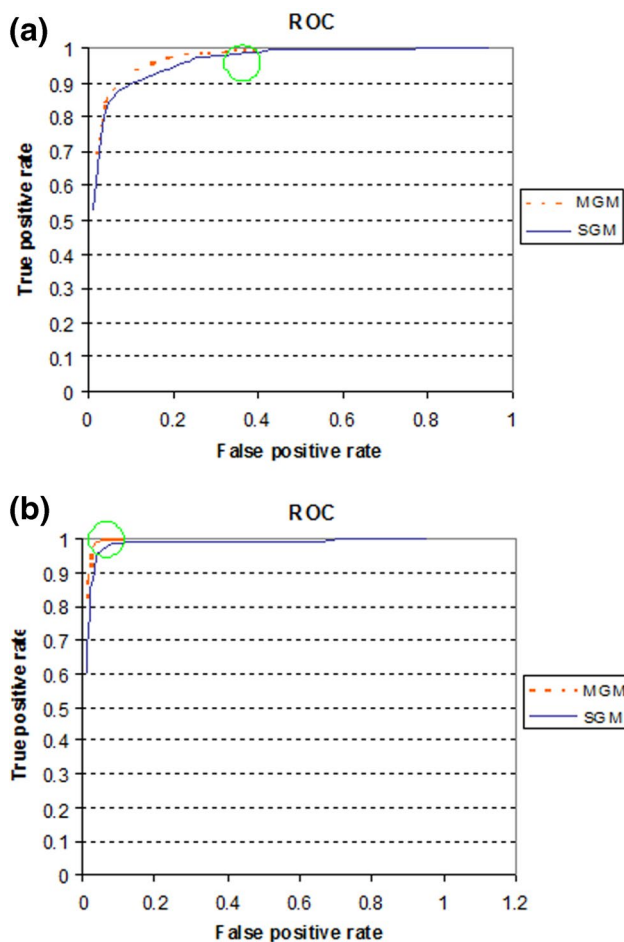 (a)
ROC
True positive rate
1
0.9
0.8
0.7
0.6
0.5
0.4
0.3
0.2
0.1
0
0 0.2 0.4 0.6 0.8 1
False positive rate
MGM
SGM
(b)
ROC
True positive rate
1
0.9
0.8
0.7
0.6
0.5
0.4
0.3
0.2
0.1
0
0 0.2 0.4 0.6 0.8 1 1.2
False positive rate
MGM
SGM